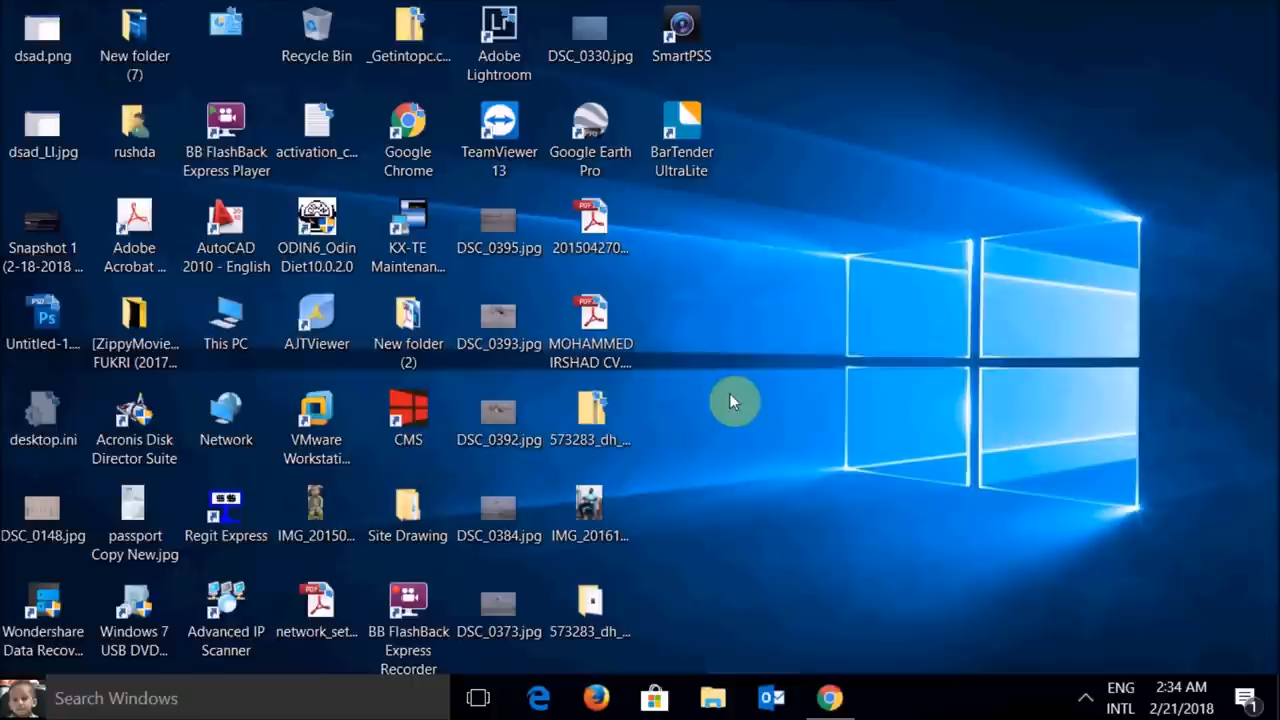 dsad.png
New folder
(7)
Recycle Bin
_Getintopc.c...
Adobe
Lightroom
DSC_0330.jpg
SmartPSS
dsad_LI.jpg
rushda
BB FlashBack
Express Player
activation_c...
Google
Chrome
TeamViewer
13
Google Earth
Pro
BarTender
UltraLite
Snapshot 1
(2-18-2018 ...
Adobe
Acrobat ...
AutoCAD
2010 - English
ODIN6_Odin
Diet10.0.2.0
KX-TE
Maintenan...
DSC_0395.jpg
201504270...
Untitled-1....
[ZippyMovie...
FUKRI (2017...
This PC
AJTViewer
New folder
(2)
DSC_0393.jpg
MOHAMMED
IRSHAD CV....
desktop.ini
Acronis Disk
Director Suite
Network
VMware
Workstati...
CMS
DSC_0392.jpg
573283_dh_...
DSC_0148.jpg
passport
Copy New.jpg
Regit Express
IMG_20150...
Site Drawing
DSC_0384.jpg
IMG_20161...
Wondershare
Data Recov...
Windows 7
USB DVD...
Advanced IP
Scanner
network_set...
BB FlashBack
Express
Recorder
DSC_0373.jpg
573283_dh_...
Search Windows
ENG
INTL
2:34 AM
2/21/2018
1